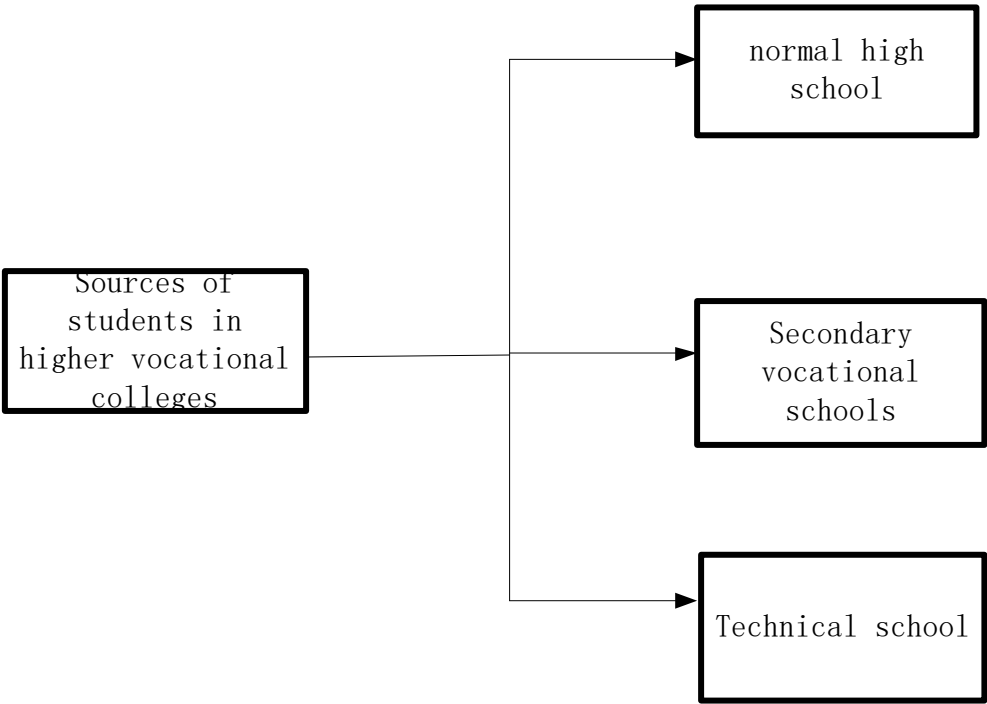 normal high
school
Sources of
students in
higher vocational
colleges
Secondary
vocational
schools
Technical school